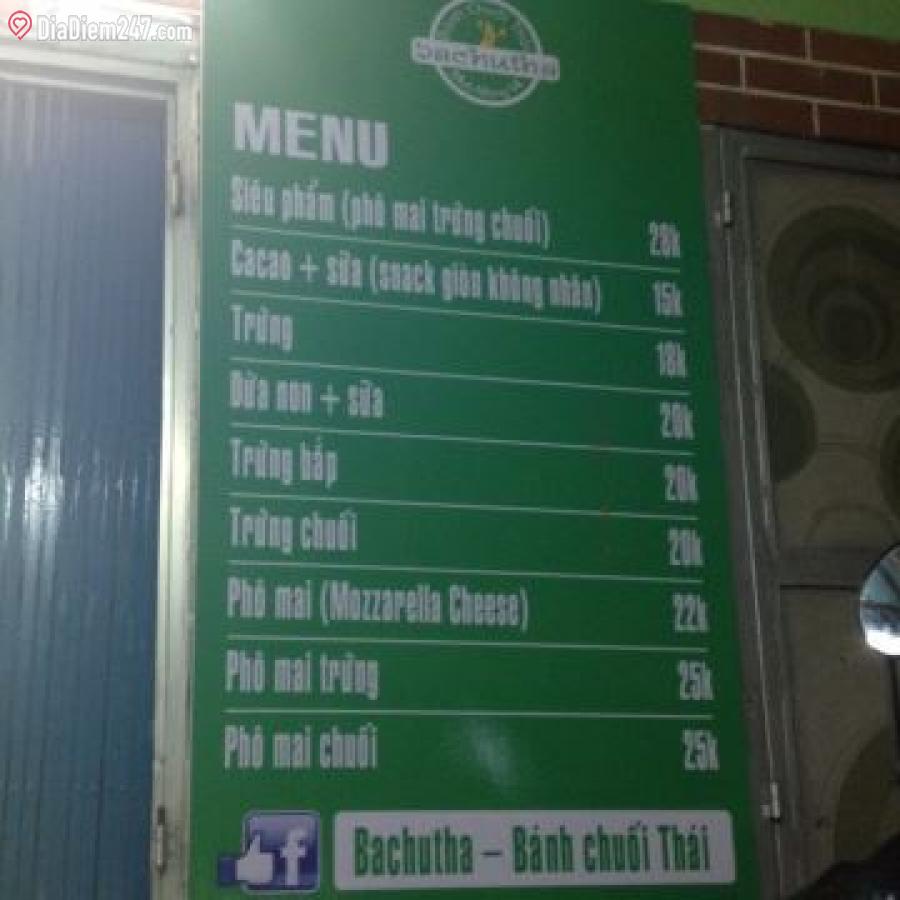 DiaDiem247.com
bachutha
MENU
Siêu phẩm (phô mai trứng chuối) 28k
Cacao + sữa (snack giòn không nhân) 15k
Trứng 18k
Dừa non + sữa 20k
Trứng bắp 20k
Trứng chuối 20k
Phô mai (Mozzarella Cheese) 22k
Phô mai trứng 25k
Phô mai chuối 25k
f Bachutha – Bánh chuối Thái